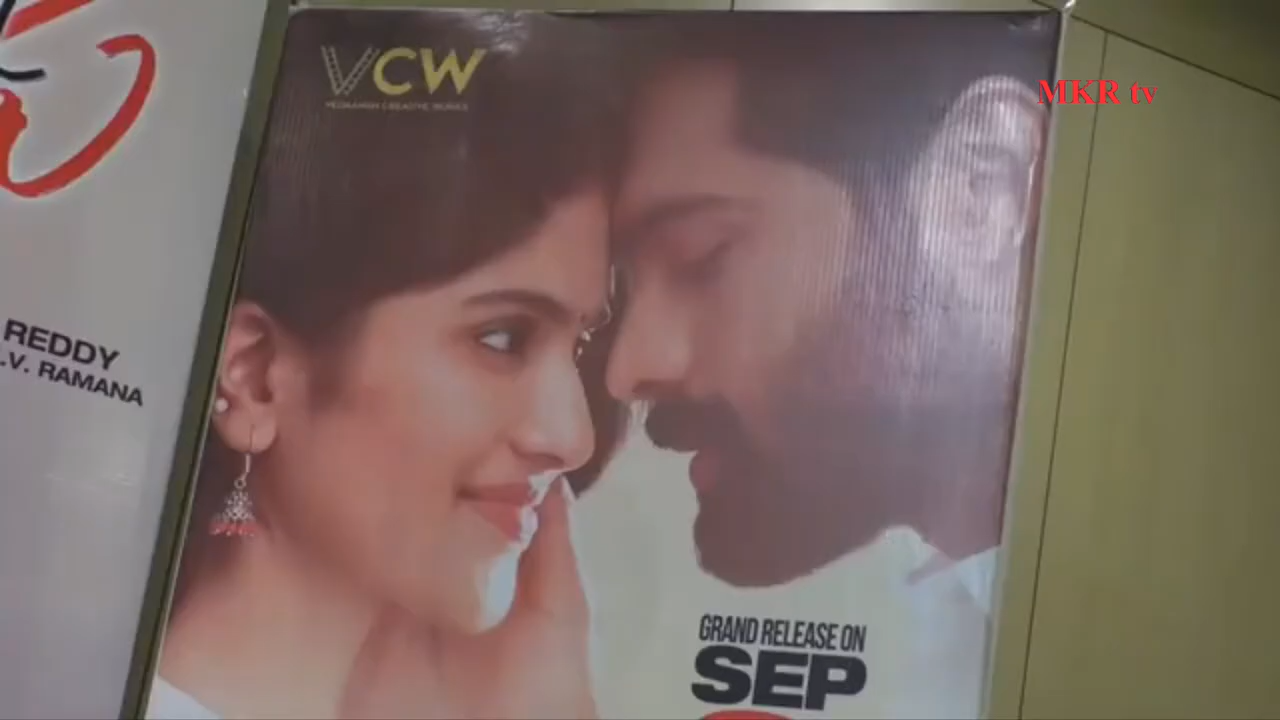 VCW
MKR tv
REDDY
.V. RAMANA
GRAND RELEASE ON
SEP